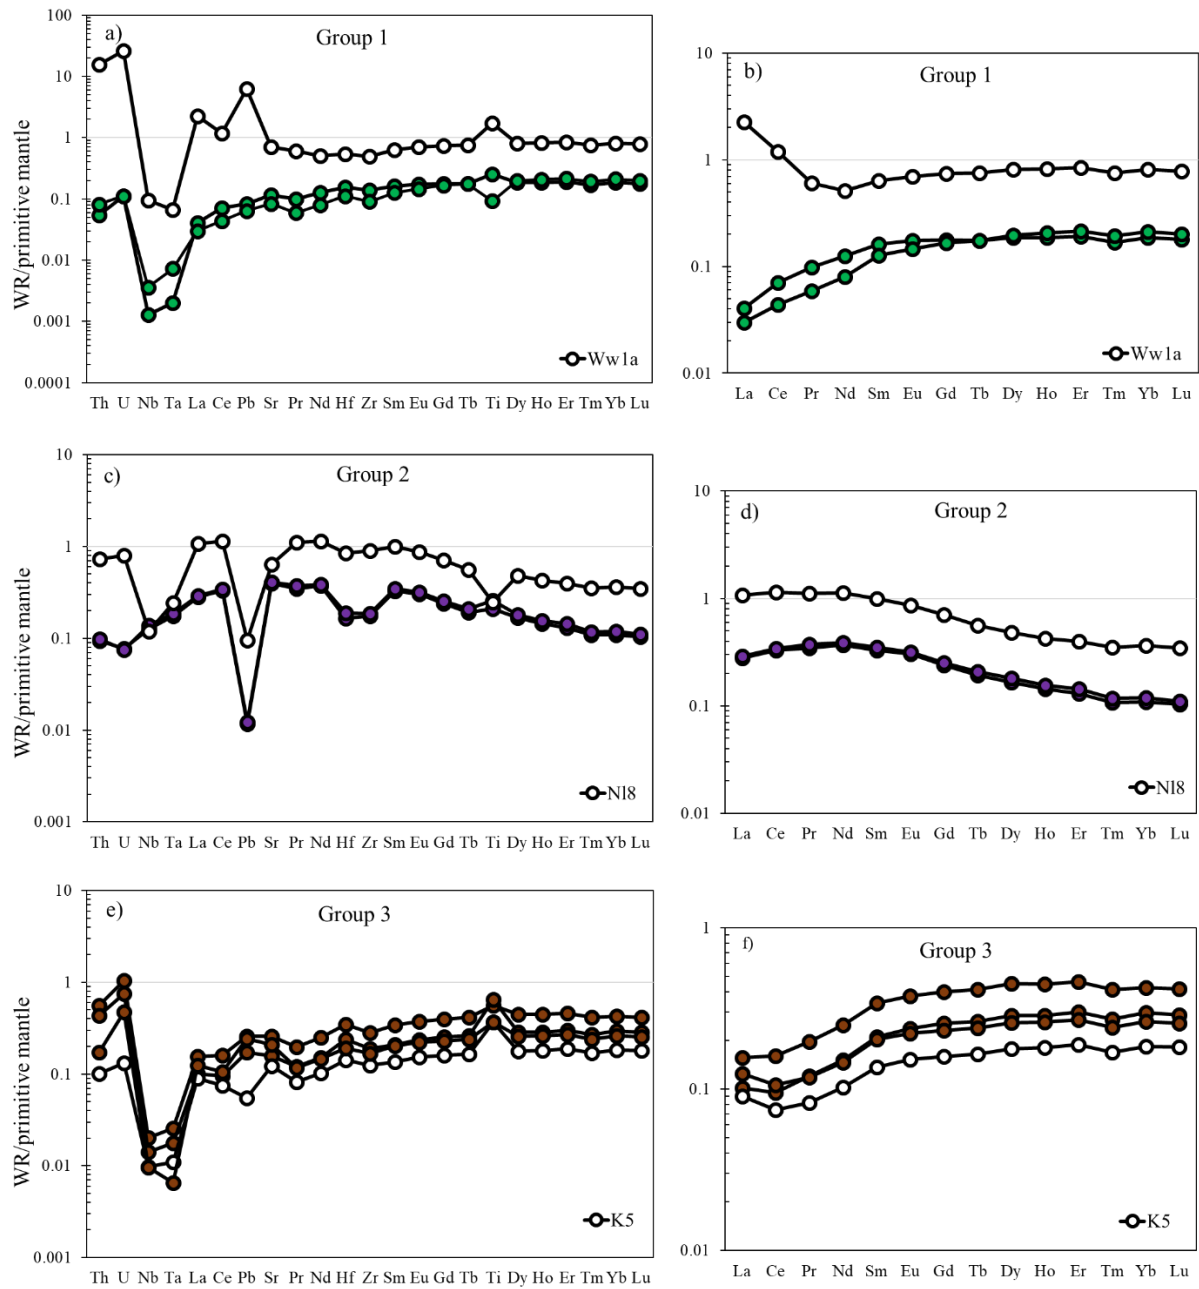 a)
Group 1
WR/primitive mantle
100
10
1
0.1
0.01
0.001
0.0001
Ww1a
Th U Nb Ta La Ce Pb Sr Pr Nd Hf Zr Sm Eu Gd Tb Ti Dy Ho Er Tm Yb Lu
b)
Group 1
10
1
0.1
0.01
Ww1a
La Ce Pr Nd Sm Eu Gd Tb Dy Ho Er Tm Yb Lu
c)
Group 2
WR/primitive mantle
10
1
0.1
0.01
0.001
Nl8
Th U Nb Ta La Ce Pb Sr Pr Nd Hf Zr Sm Eu Gd Tb Ti Dy Ho Er Tm Yb Lu
d)
Group 2
10
1
0.1
0.01
Nl8
La Ce Pr Nd Sm Eu Gd Tb Dy Ho Er Tm Yb Lu
e)
Group 3
WR/primitive mantle
10
1
0.1
0.01
0.001
K5
Th U Nb Ta La Ce Pb Sr Pr Nd Hf Zr Sm Eu Gd Tb Ti Dy Ho Er Tm Yb Lu
f)
Group 3
1
0.1
0.01
K5
La Ce Pr Nd Sm Eu Gd Tb Dy Ho Er Tm Yb Lu